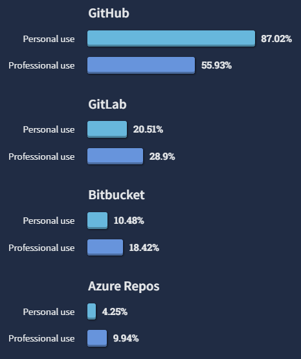 GitHub
Personal use 87.02%
Professional use 55.93%
GitLab
Personal use 20.51%
Professional use 28.9%
Bitbucket
Personal use 10.48%
Professional use 18.42%
Azure Repos
Personal use 4.25%
Professional use 9.94%